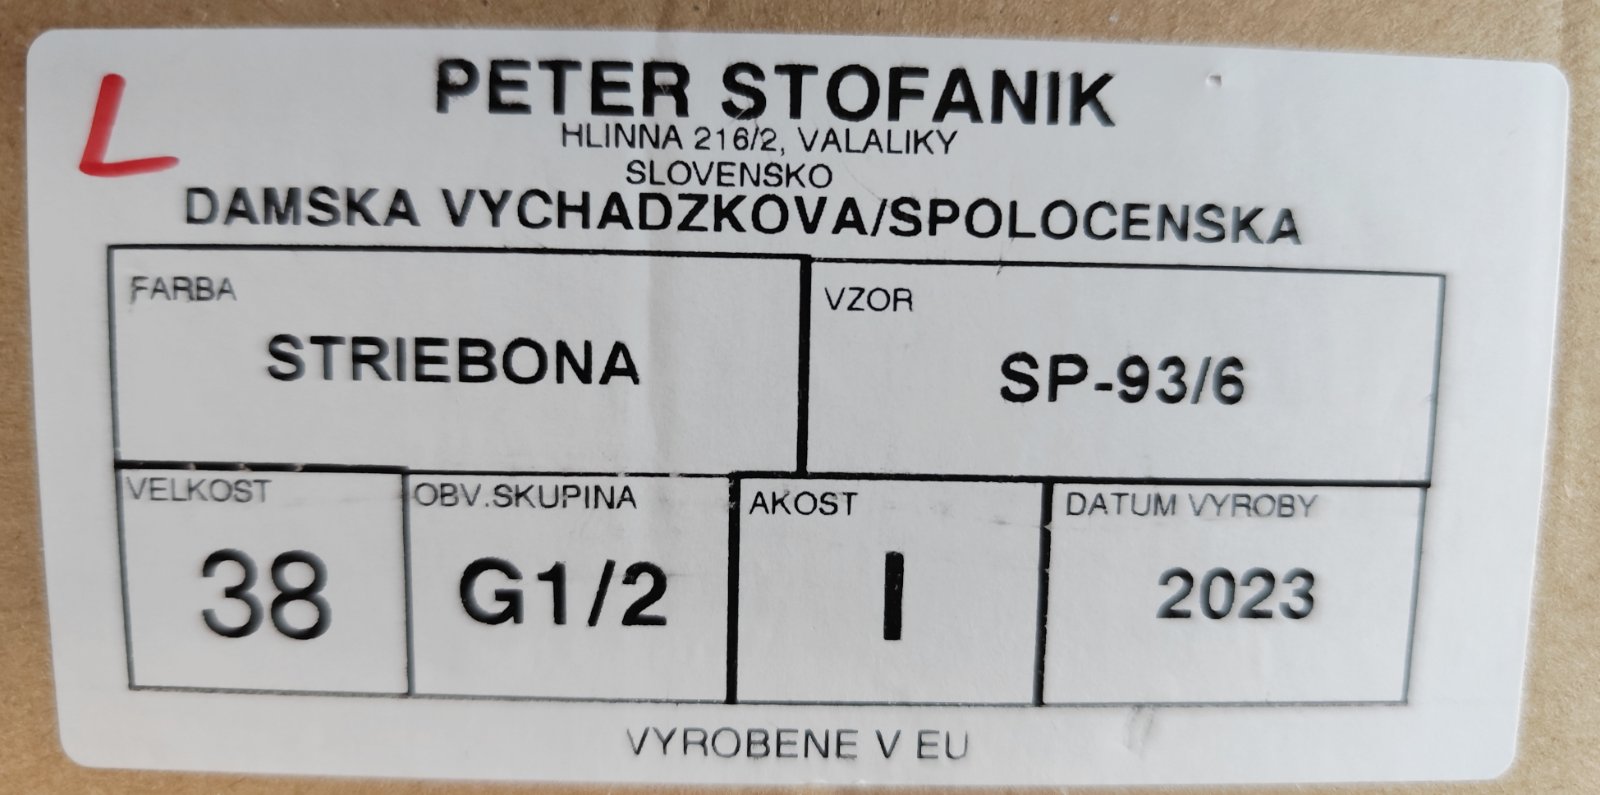 L
PETER STOFANIK
HLINNA 216/2, VALALIKY
SLOVENSKO
DAMSKA VYCHADZKOVA/SPOLOCENSKA
FARBA
STRIEBONA
VZOR
SP-93/6
VELKOST
38
OBV.SKUPINA
G1/2
AKOST
I
DATUM VYROBY
2023
VYROBENE V EU